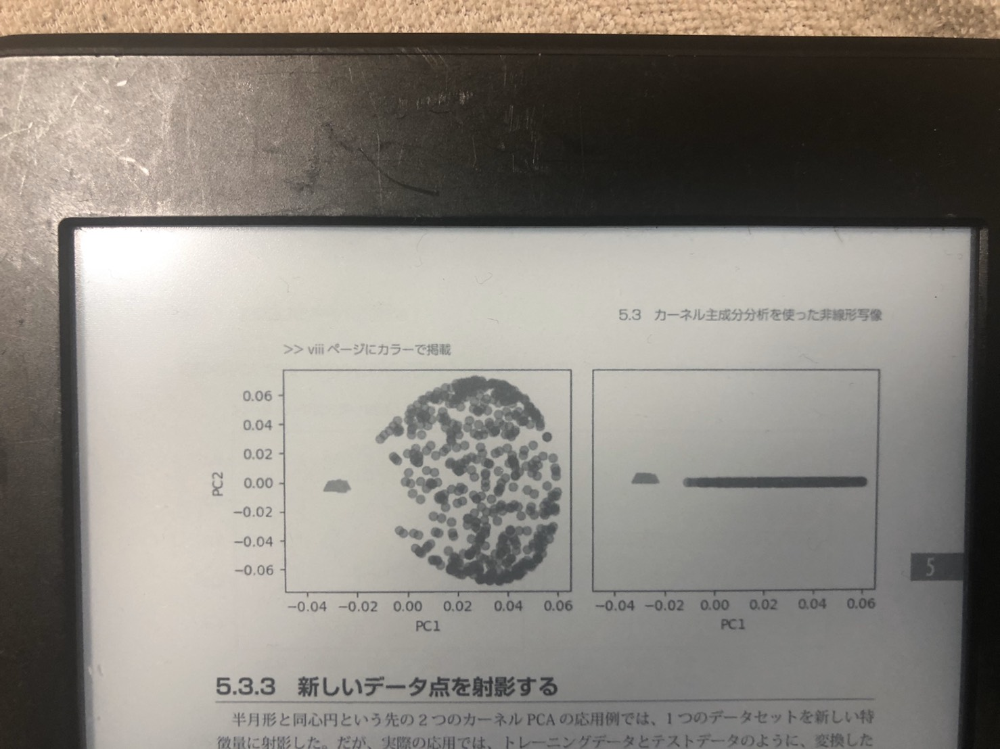 5.3 カーネル主成分分析を使った非線形写像
>> viii ページにカラーで掲載
0.06
0.04
0.02
0.00
−0.02
−0.04
−0.06
PC2
−0.04 −0.02 0.00 0.02 0.04 0.06
PC1
−0.04 −0.02 0.00 0.02 0.04 0.06
PC1
5
5.3.3 新しいデータ点を射影する
半月形と同心円という先の2つのカーネル PCA の応用例では、1つのデータセットを新しい特
徴量に射影した。だが、実際の応用では、トレーニングデータとテストデータのように、変換した